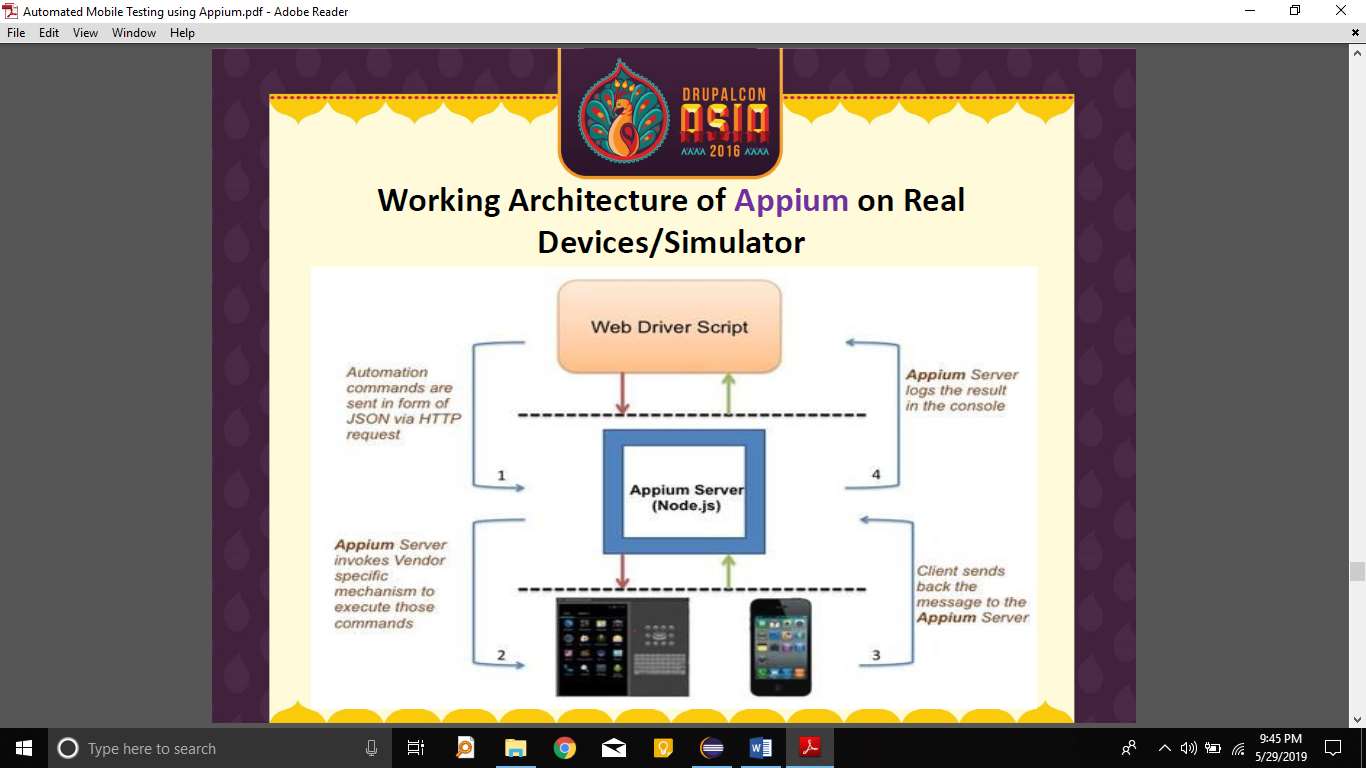 Automated Mobile Testing using Appium.pdf - Adobe Reader
File Edit View Window Help
DRUPALCON
ASIA
2016
Working Architecture of Appium on Real
Devices/Simulator
Web Driver Script
Automation
commands are
sent in form of
JSON via HTTP
request
1
Appium Server
logs the result
in the console
4
Appium Server
(Node.js)
Appium Server
invokes Vendor
specific
mechanism to
execute those
commands
2
Client sends
back the
message to the
Appium Server
3
Type here to search
9:45 PM
5/29/2019